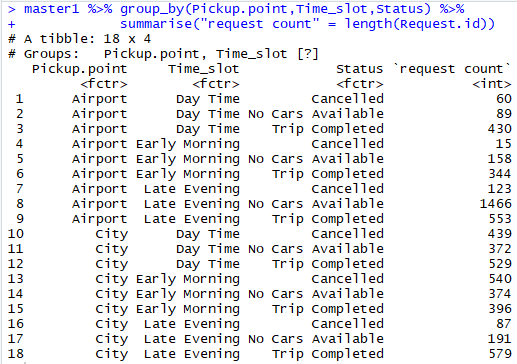 > master1 %>% group_by(Pickup.point,Time_slot,Status) %>%
+ summarise("request count" = length(Request.id))
# A tibble: 18 x 4
# Groups: Pickup.point, Time_slot [?]
Pickup.point Time_slot Status `request count`
<fctr> <fctr> <fctr> <int>
1 Airport Day Time Cancelled 60
2 Airport Day Time No Cars Available 89
3 Airport Day Time Trip Completed 430
4 Airport Early Morning Cancelled 15
5 Airport Early Morning No Cars Available 158
6 Airport Early Morning Trip Completed 344
7 Airport Late Evening Cancelled 123
8 Airport Late Evening No Cars Available 1466
9 Airport Late Evening Trip Completed 553
10 City Day Time Cancelled 439
11 City Day Time No Cars Available 372
12 City Day Time Trip Completed 529
13 City Early Morning Cancelled 540
14 City Early Morning No Cars Available 374
15 City Early Morning Trip Completed 396
16 City Late Evening Cancelled 87
17 City Late Evening No Cars Available 191
18 City Late Evening Trip Completed 579